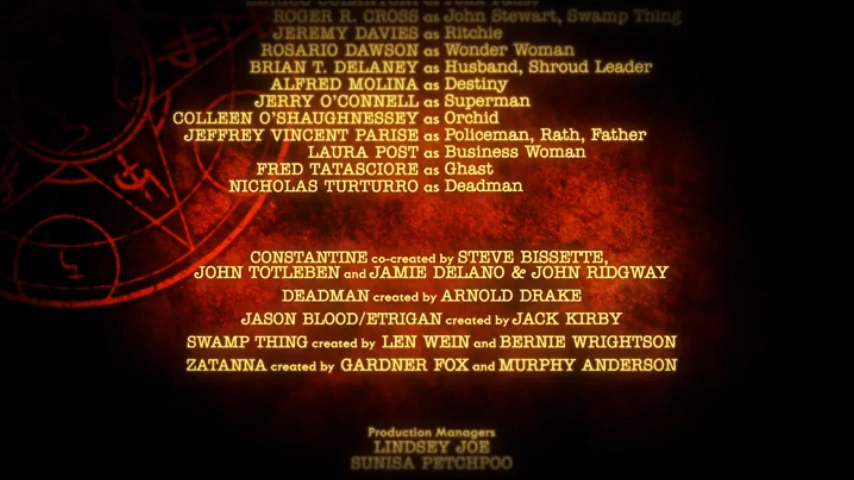 ROGER R. CROSS as John Stewart, Swamp Thing
JEREMY DAVIES as Ritchie
ROSARIO DAWSON as Wonder Woman
BRIAN T. DELANEY as Husband, Shroud Leader
ALFRED MOLINA as Destiny
JERRY O'CONNELL as Superman
COLLEEN O'SHAUGHNESSEY as Orchid
JEFFREY VINCENT PARISE as Policeman, Rath, Father
LAURA POST as Business Woman
FRED TATASCIORE as Ghast
NICHOLAS TURTURRO as Deadman
CONSTANTINE co-created by STEVE BISSETTE,
JOHN TOTLEBEN and JAMIE DELANO & JOHN RIDGWAY
DEADMAN created by ARNOLD DRAKE
JASON BLOOD/ETRIGAN created by JACK KIRBY
SWAMP THING created by LEN WEIN and BERNIE WRIGHTSON
ZATANNA created by GARDNER FOX and MURPHY ANDERSON
Production Managers
LINDSEY JOE
SUNISA PETCHPOO